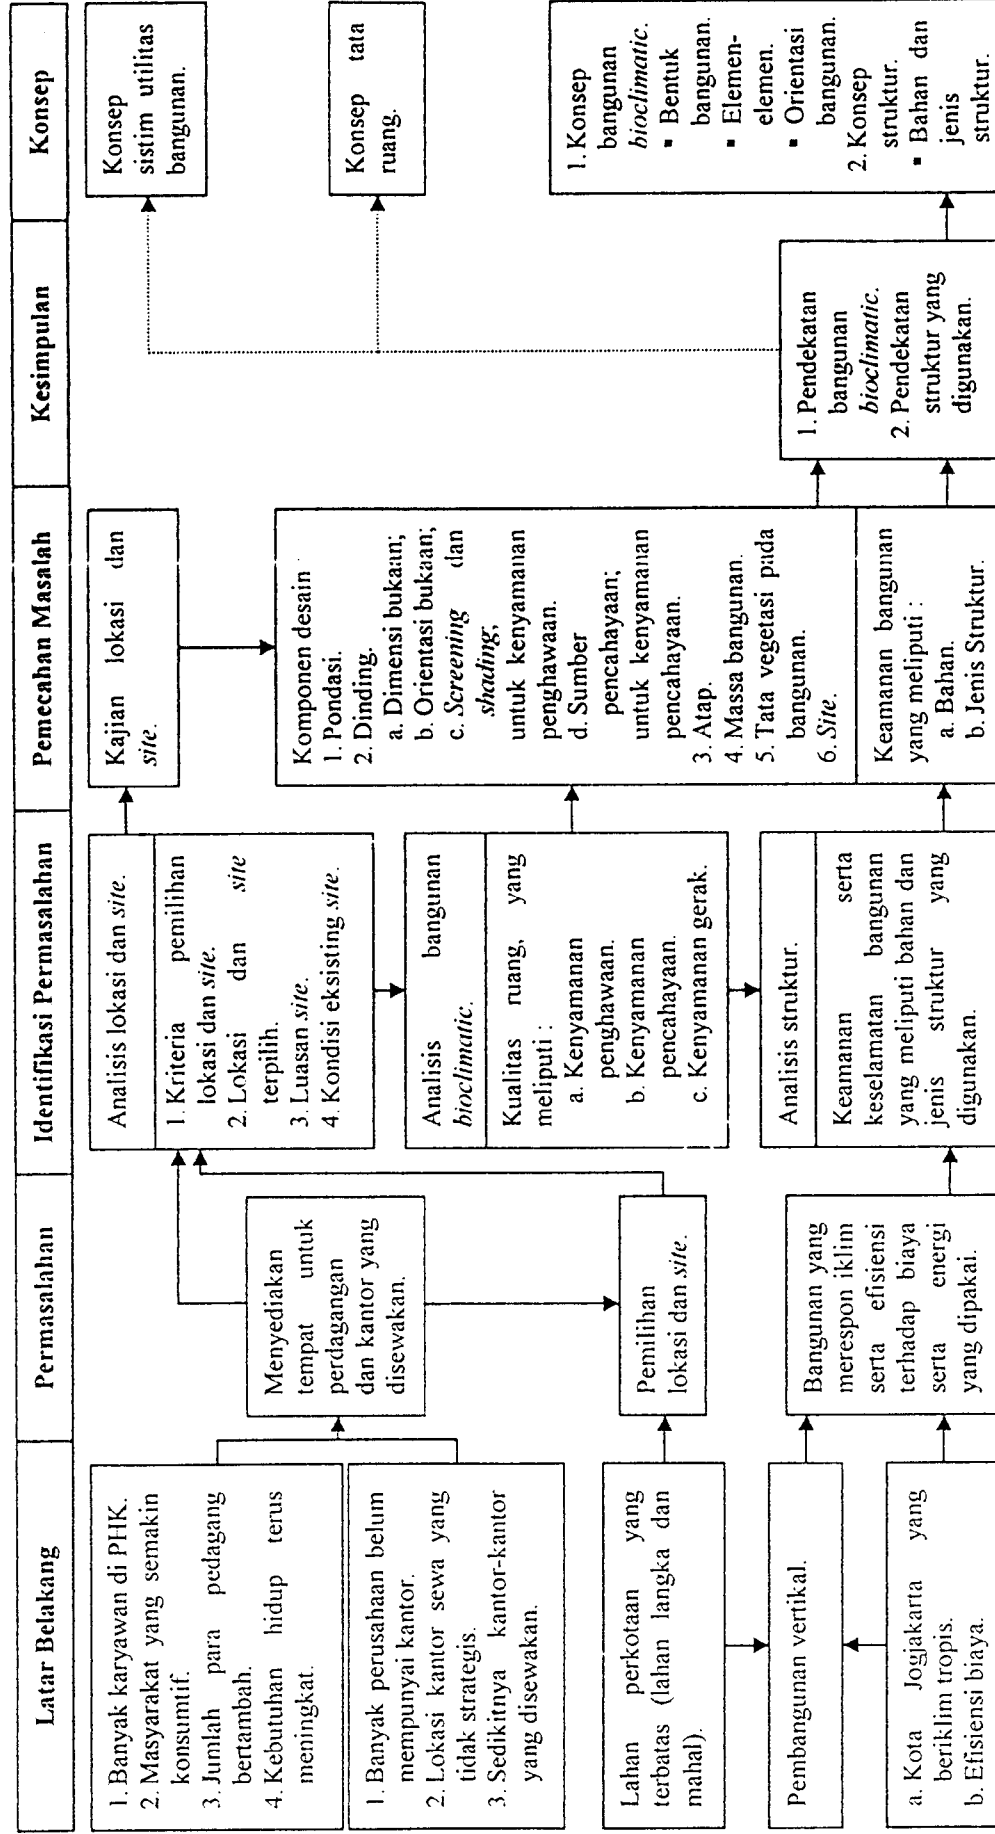 Latar Belakang
Permasalahan
Identifikasi Permasalahan
Penecahan Masalah
Kesimpulan
Konsep
1. Banyak karyawan di PHK.
2. Masyarakat yang semakin
konsumtif.
3. Jumlah para pedagang
bertambah.
4. Kebutuhan hidup terus
meningkat.
1. Banyak perusahan belum
mempunyai kantor.
2. Lokasi kantor sewa yang
tidak strategis.
3. Sedikitnya kantor-kantor
yang disewakan.
Lahan perkotaan yang
terbatas (lahan langka dan
mahal).
Pembangunan vertikal.
a. Kota Jogjakarta yang
beriklim tropis.
b. Efisiensi biaya.
Menyediakan
tempat untuk
perdagangan
dan kantor yang
disewakan.
Pemilihan
lokasi dan site.
Bangunan yang
merespon iklim
serta efisiensi
terhadap biaya
serta energi
yang dipakai.
Analisis lokasi dan site.
1. Kriteria pemilihan
lokasi dan site.
2. Lokasi dan site
terpilih.
3. Luasan site.
4. Kondisi eksisting site.
Analisis bangunan
bioclimatic.
Kualitas ruang, yang
meliputi :
a. Kenyamanan
penghawaan.
b. Kenyamanan
pencahayaan.
c. Kenyamanan gerak.
Analisis struktur.
Keamanan serta
keselamatan bangunan
yang meliputi bahan dan
jenis struktur yang
digunakan.
Kajian lokasi dan
site.
Komponen desain
1. Pondasi.
2. Dinding.
a. Dimensi bukaan;
b. Orientasi bukaan;
c. Screening dan
shading;
untuk kenyamanan
penghawaan.
d. Sumber
pencahayaan;
untuk kenyamanan
pencahayaan.
3. Atap.
4. Massa bangunan.
5. Tata vegetasi pada
bangunan.
6. Site.
Keamanan bangunan
yang meliputi :
a. Bahan.
b. Jenis Struktur.
1. Pendekatan
bangunan
bioclimatic.
2. Pendekatan
struktur yang
digunakan.
Konsep
sistim utilitas
bangunan.
Konsep tata
ruang.
1. Konsep
bangunan
bioclimatic.
▪ Bentuk
bangunan.
▪ Elemen-
elemen.
▪ Orientasi
bangunan.
2. Konsep
struktur.
▪ Bahan dan
jenis
struktur.